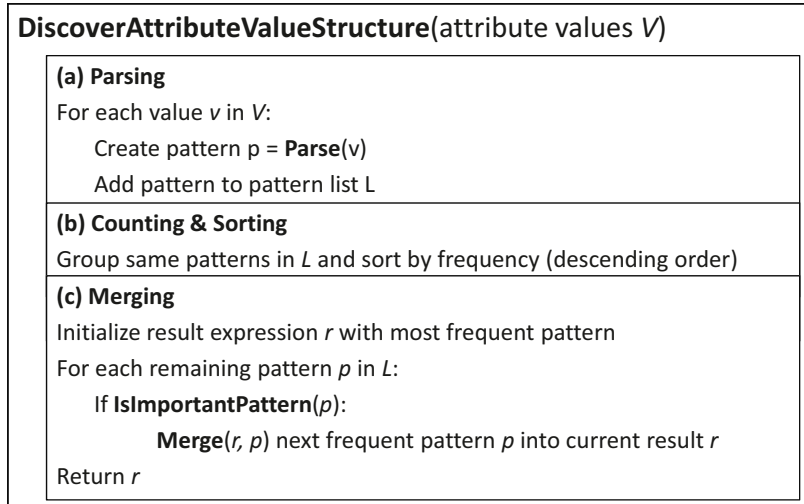 DiscoverAttributeValueStructure(attribute values V)
(a) Parsing
For each value v in V:
Create pattern p = Parse(v)
Add pattern to pattern list L
(b) Counting & Sorting
Group same patterns in L and sort by frequency (descending order)
(c) Merging
Initialize result expression r with most frequent pattern
For each remaining pattern p in L:
If IsImportantPattern(p):
Merge(r, p) next frequent pattern p into current result r
Return r